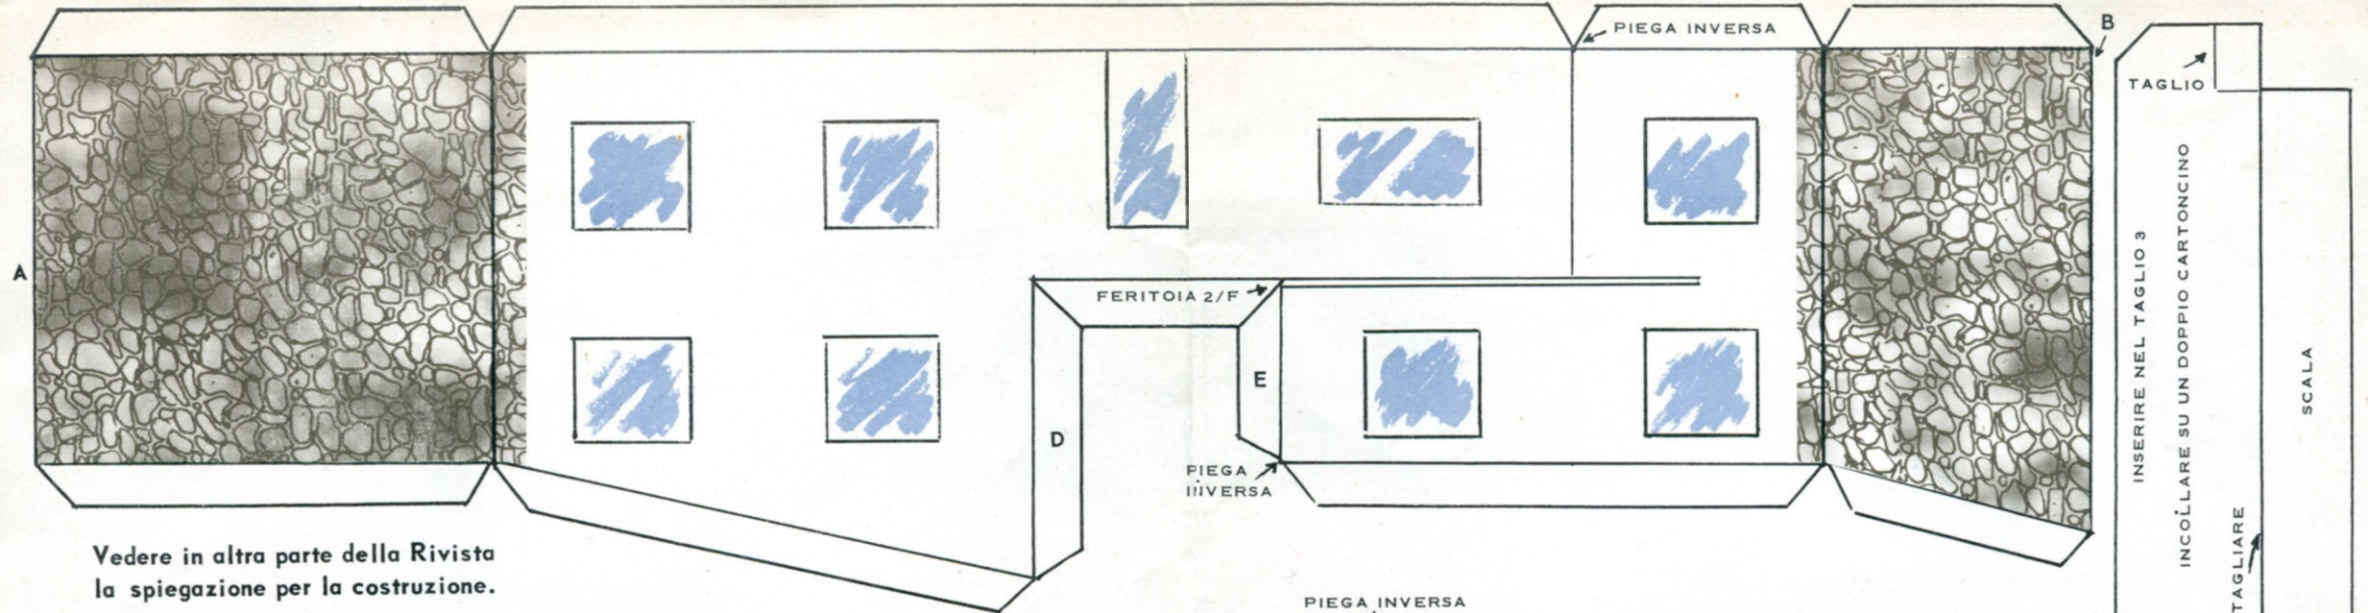 PIEGA INVERSA
B
TAGLIO
A
FERITOIA 2/F
E
D
PIEGA
INVERSA
INSERIRE NEL TAGLIO 3
INCOLLARE SU UN DOPPIO CARTONCINO
SCALA
TAGLIARE
Vedere in altra parte della Rivista
la spiegazione per la costruzione.
PIEGA INVERSA